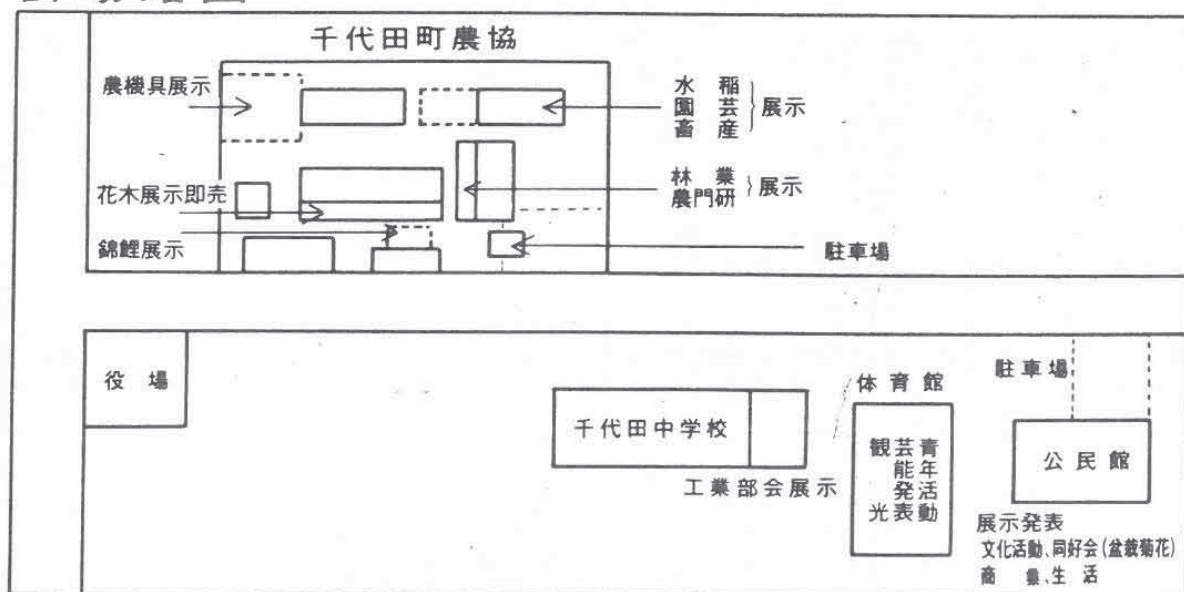 千代田町農協
農機具展示
水稲
園芸
畜産
展示
花木展示即売
林業
農門研
展示
錦鯉展示
駐車場
役場
千代田中学校
工業部会展示
体育館
青年活動
芸能発表
観光
駐車場
公民館
展示発表
文化活動、同好会(盆栽菊花)
商
、生活